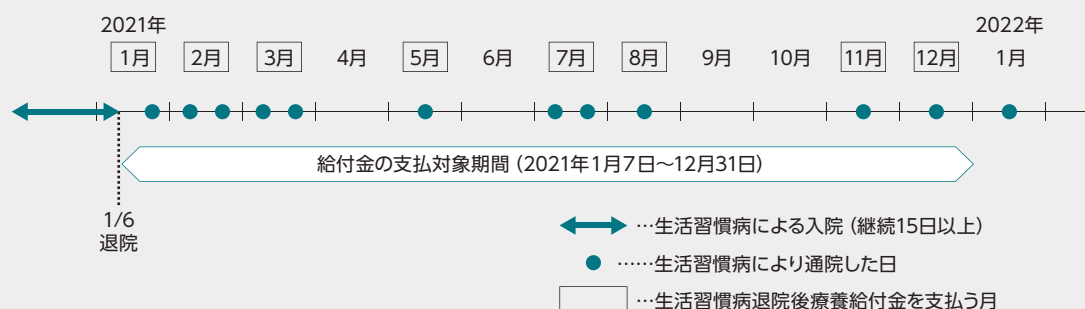 2021年 2022年
1月 2月 3月 4月 5月 6月 7月 8月 9月 10月 11月 12月 1月
給付金の支払対象期間（2021年1月7日～12月31日）
1/6
退院
…生活習慣病による入院（継続15日以上）
……生活習慣病により通院した日
…生活習慣病退院後療養給付金を支払う月